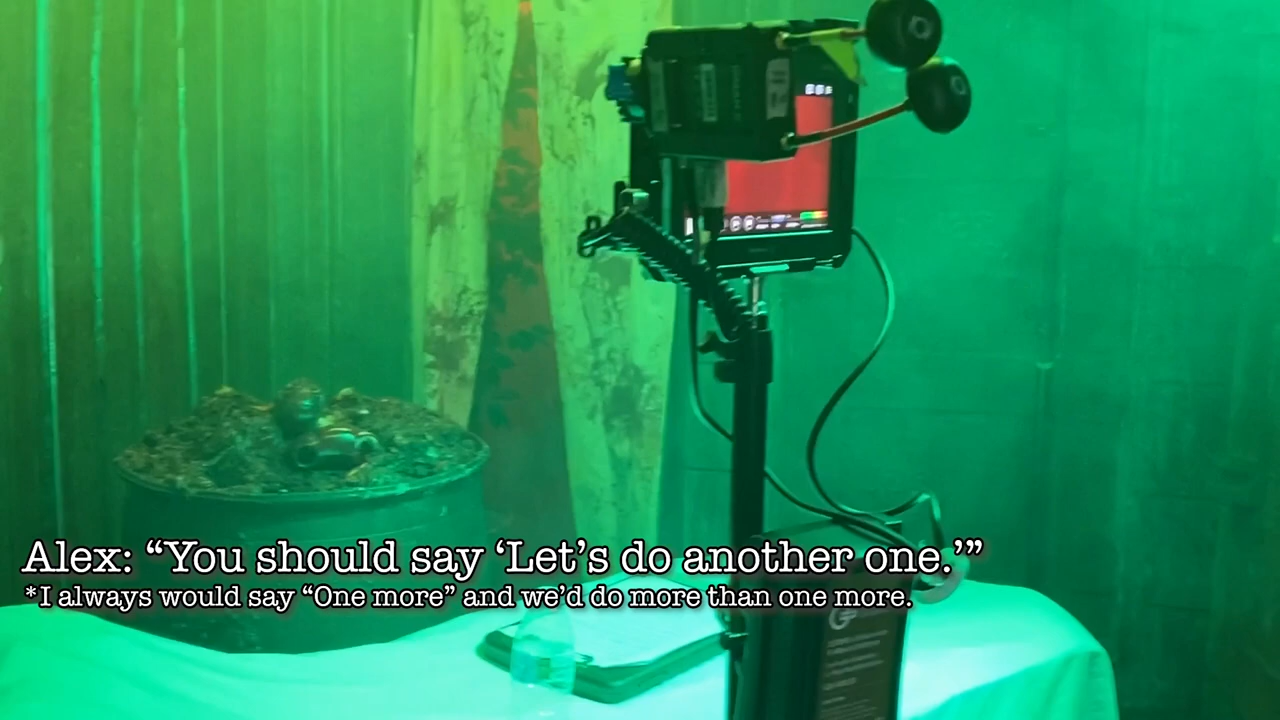 Alex: “You should say ‘Let’s do another one.’”
*I always would say “One more” and we’d do more than one more.